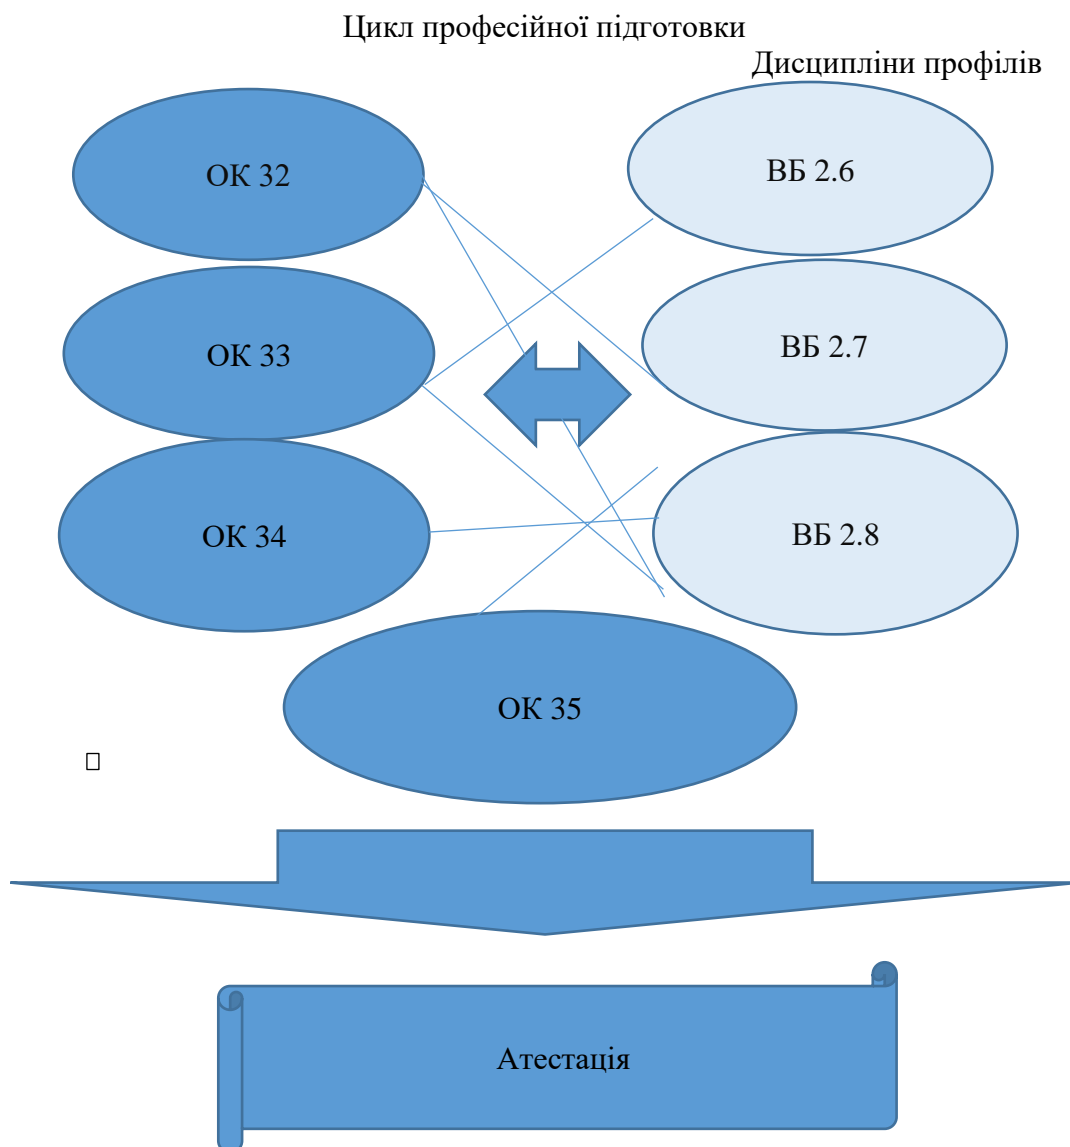 Цикл професійної підготовки
Дисципліни профілів
ОК 32
ВБ 2.6
ОК 33
ВБ 2.7
ОК 34
ВБ 2.8
ОК 35
Атестація